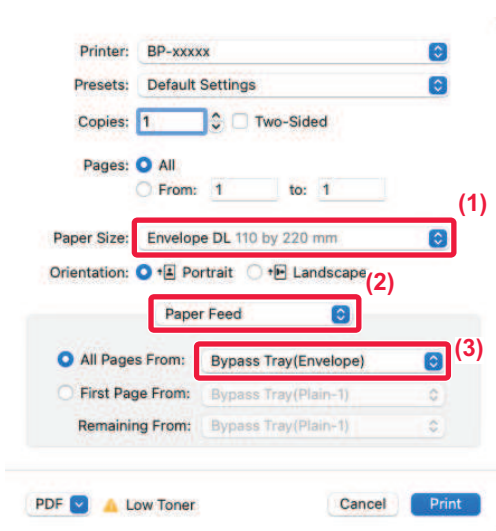 Printer: BP-xxxxx
Presets: Default Settings
Copies: 1 Two-Sided
Pages: All
From: 1 to: 1
(1)
Paper Size: Envelope DL 110 by 220 mm
Orientation: Portrait Landscape
(2)
Paper Feed
All Pages From: Bypass Tray(Envelope) (3)
First Page From: Bypass Tray(Plain-1)
Remaining From: Bypass Tray(Plain-1)
PDF Low Toner Cancel Print